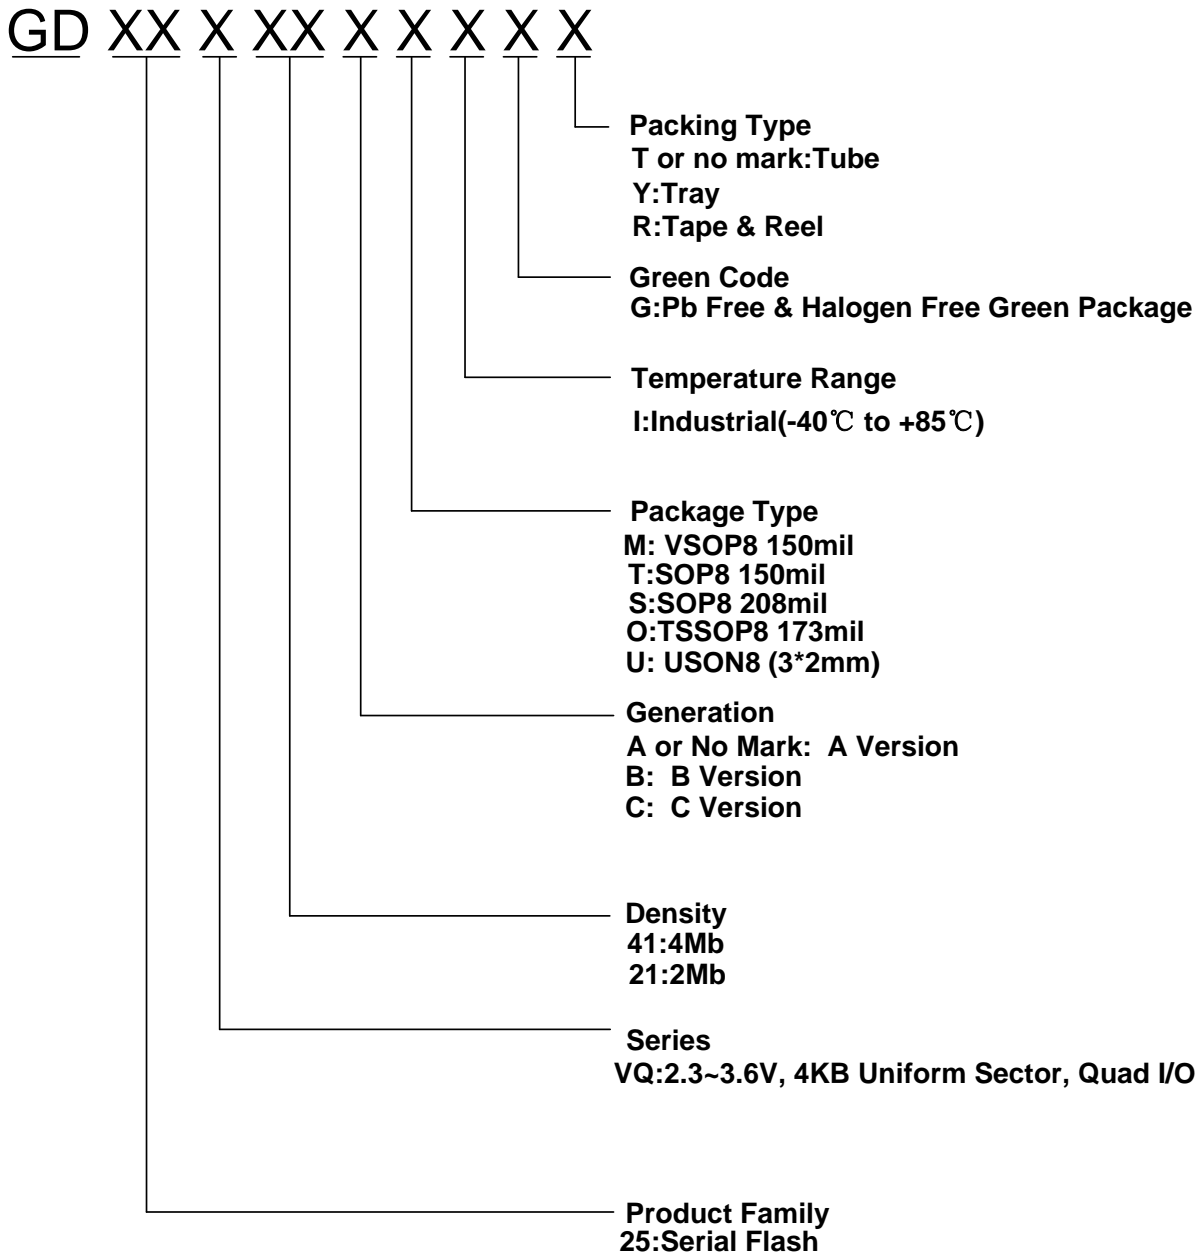 GD XX X XX X X X X X
Packing Type
T or no mark:Tube
Y:Tray
R:Tape & Reel
Green Code
G:Pb Free & Halogen Free Green Package
Temperature Range
I:Industrial(-40℃ to +85℃)
Package Type
M: VSOP8 150mil
T:SOP8 150mil
S:SOP8 208mil
O:TSSOP8 173mil
U: USON8 (3*2mm)
Generation
A or No Mark: A Version
B: B Version
C: C Version
Density
41:4Mb
21:2Mb
Series
VQ:2.3~3.6V, 4KB Uniform Sector, Quad I/O
Product Family
25:Serial Flash